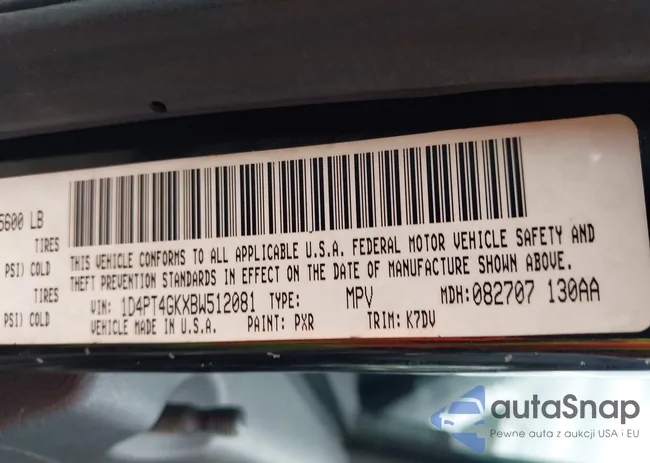 5600 LB
TIRES
PSI) COLD
TIRES
PSI) COLD
THIS VEHICLE CONFORMS TO ALL APPLICABLE U.S.A. FEDERAL MOTOR VEHICLE SAFETY AND
THEFT PREVENTION STANDARDS IN EFFECT ON THE DATE OF MANUFACTURE SHOWN ABOVE.
VIN: 1D4PT4GKXBW512081 TYPE: MPV MDH: 082707 130AA
VEHICLE MADE IN U.S.A. PAINT: PXR TRIM: K7DV
autaSnap
Pewne auta z aukcji USA i EU